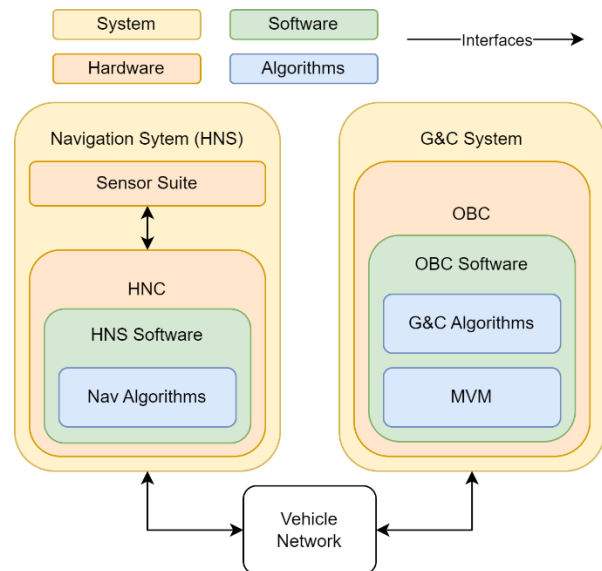 System
Software
Interfaces
Hardware
Algorithms
Navigation Sytem (HNS)
Sensor Suite
HNC
HNS Software
Nav Algorithms
G&C System
OBC
OBC Software
G&C Algorithms
MVM
Vehicle
Network